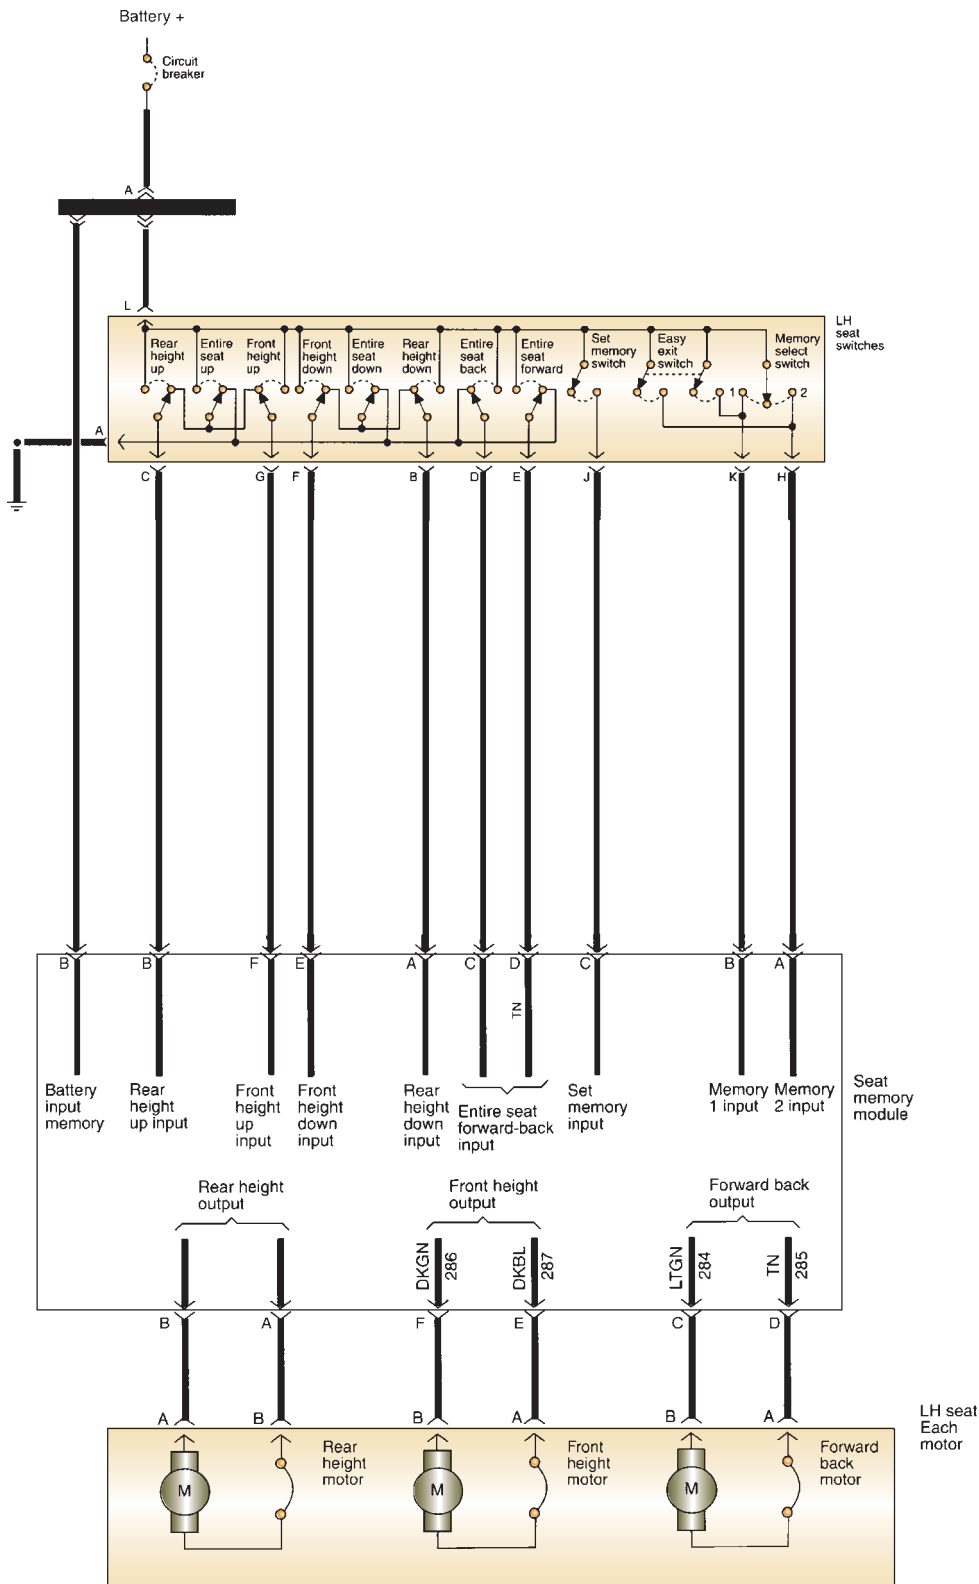 Battery +
Circuit
breaker
A
L
LH
seat
switches
Rear
height
up
Entire
seat
up
Front
height
up
Front
height
down
Entire
seat
down
Rear
height
down
Entire
seat
back
Entire
seat
forward
Set
memory
switch
Easy
exit
switch
Memory
select
switch
1
2
A
C G F B D E J K H
B B F E A C D C B A
TN
Battery
input
memory
Rear
height
up input
Front
height
up
input
Front
height
down
input
Rear
height
down
input
Entire seat
forward-back
input
Set
memory
input
Memory
1 input
Memory
2 input
Seat
memory
module
Rear height
output
Front height
output
Forward back
output
DKGN
286
DKBL
287
LTGN
284
TN
285
B A F E C D
A B B A B A
LH seat
Each
motor
M
Rear
height
motor
M
Front
height
motor
M
Forward
back
motor